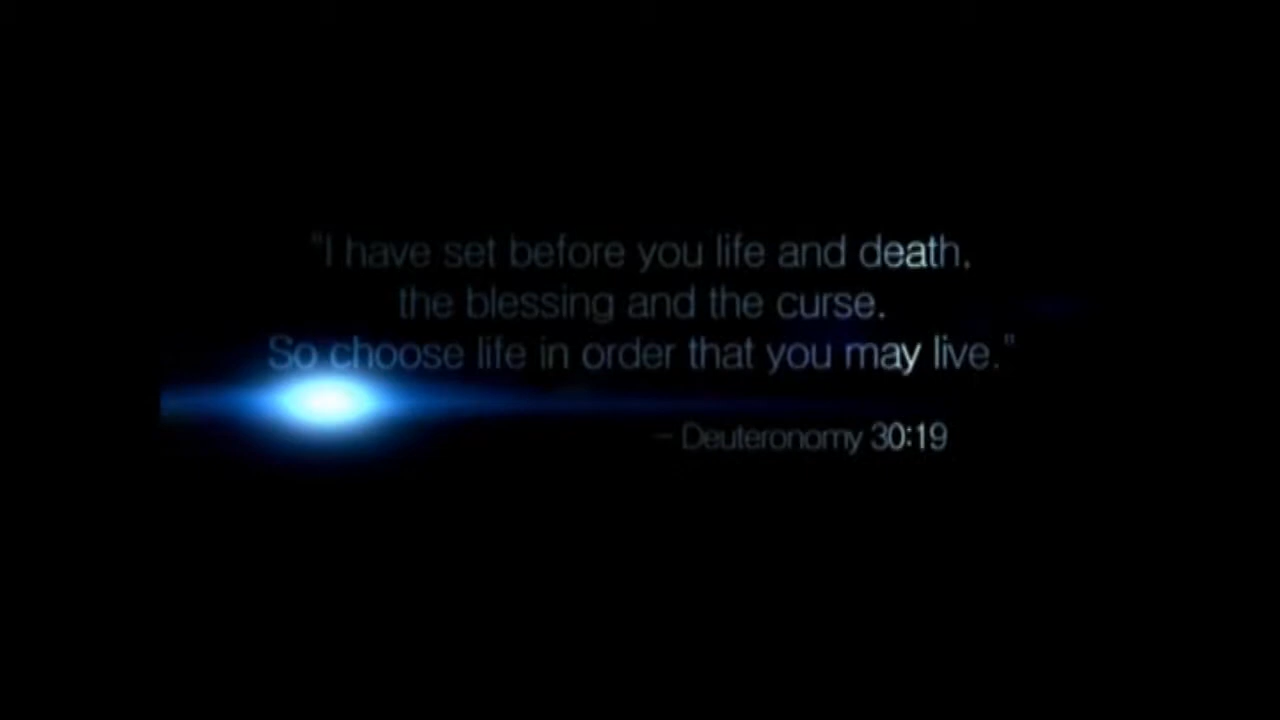 "I have set before you life and death,
the blessing and the curse.
So choose life in order that you may live."
– Deuteronomy 30:19